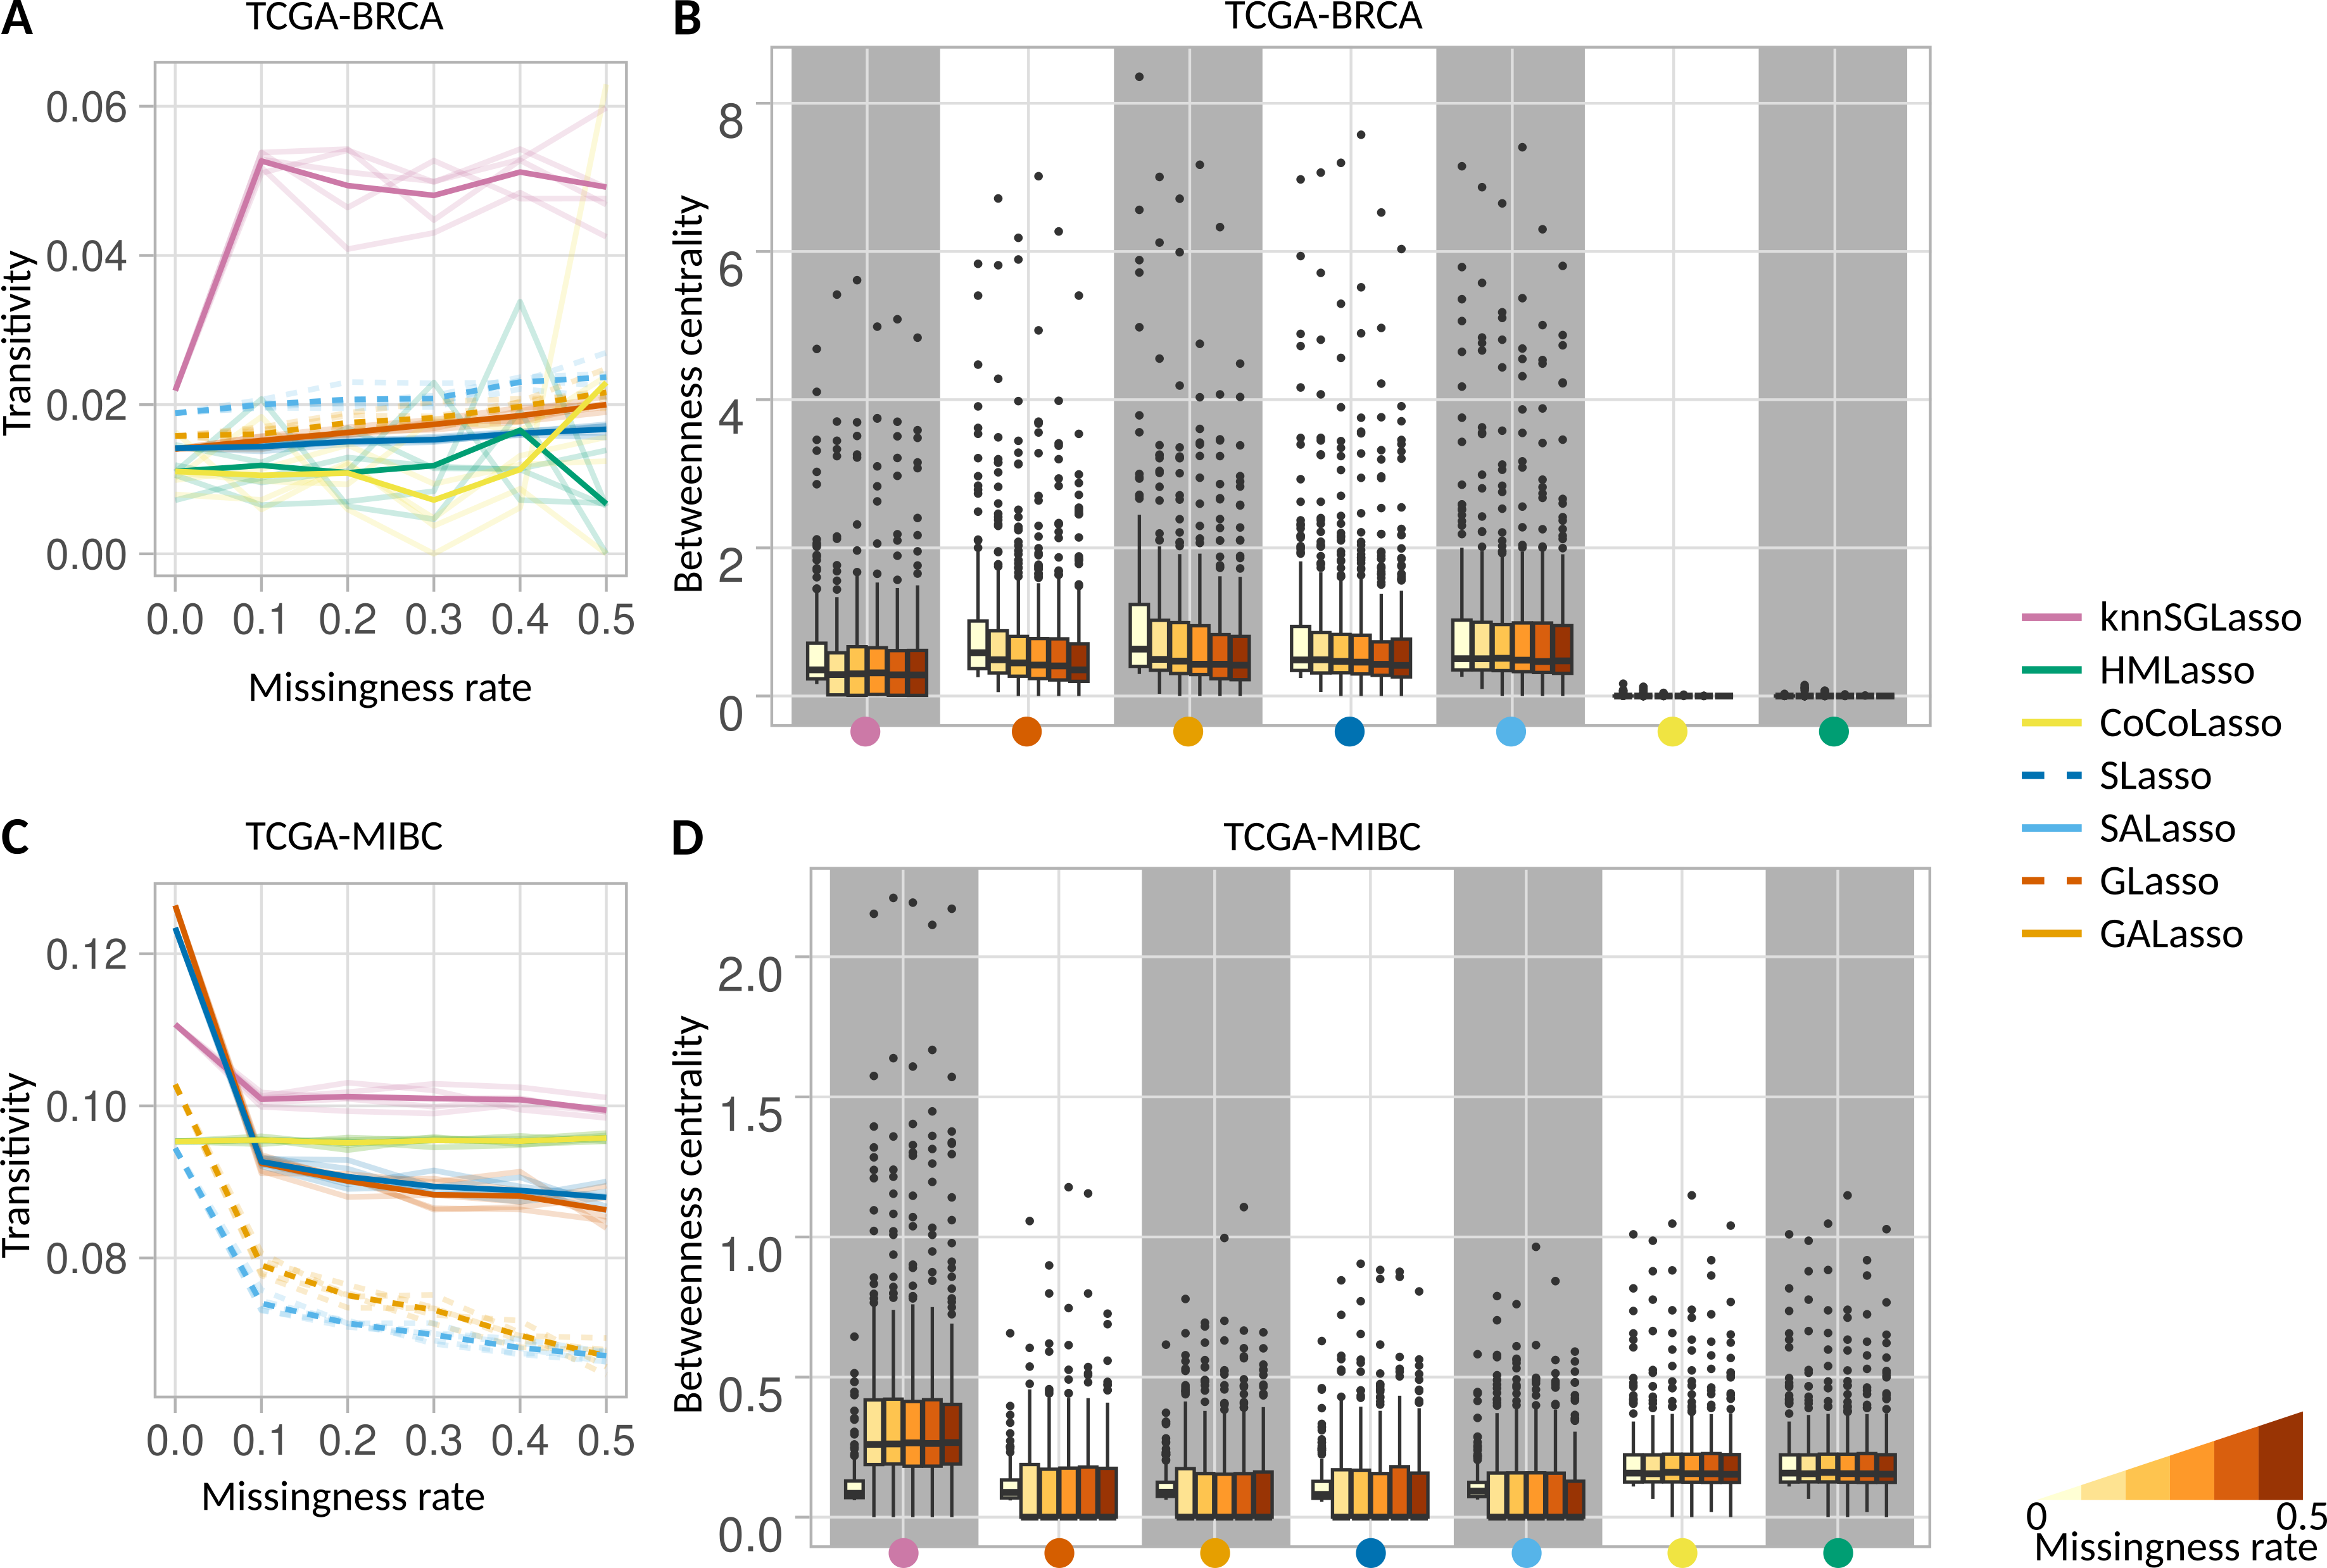 A
TCGA-BRCA
Transitivity
0.06
0.04
0.02
0.00
0.0 0.1 0.2 0.3 0.4 0.5
Missingness rate
B
TCGA-BRCA
Betweenness centrality
8
6
4
2
0
C
TCGA-MIBC
Transitivity
0.12
0.10
0.08
0.0 0.1 0.2 0.3 0.4 0.5
Missingness rate
D
TCGA-MIBC
Betweenness centrality
2.0
1.5
1.0
0.5
0.0
knnSGLasso
HMLasso
CoCoLasso
SLasso
SALasso
GLasso
GALasso
0 0.5
Missingness rate